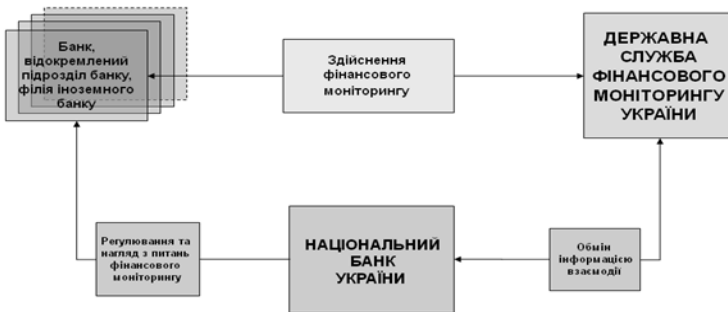 Банк,
відокремлений
підрозділ банку,
філія іноземного
банку
Здійснення
фінансового
моніторингу
ДЕРЖАВНА
СЛУЖБА
ФІНАНСОВОГО
МОНІТОРИНГУ
УКРАЇНИ
Регулювання та
нагляд з питань
фінансового
моніторингу
НАЦІОНАЛЬНИЙ
БАНК
УКРАЇНИ
Обмін
інформацією
взаємодії